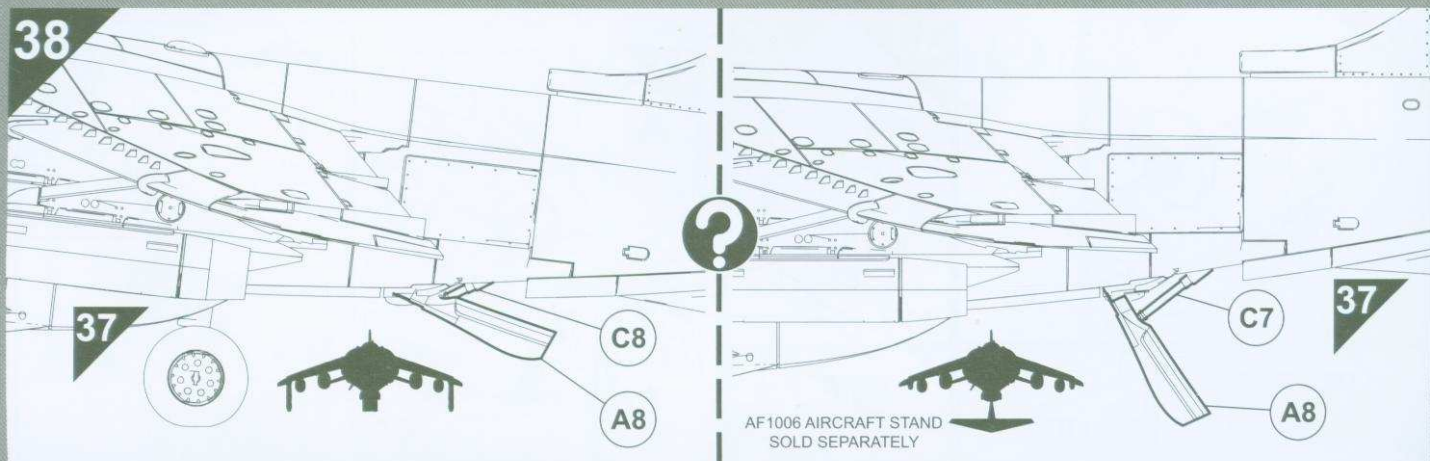 38
37
C8
A8
?
C7
37
A8
AF1006 AIRCRAFT STAND
SOLD SEPARATELY